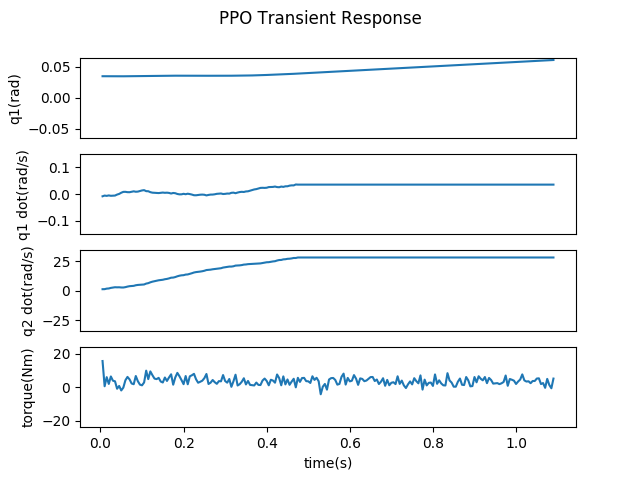 PPO Transient Response
q1(rad)
0.05
0.00
−0.05
q1 dot(rad/s)
0.1
0.0
−0.1
q2 dot(rad/s)
25
0
−25
torque(Nm)
20
0
−20
0.0 0.2 0.4 0.6 0.8 1.0
time(s)